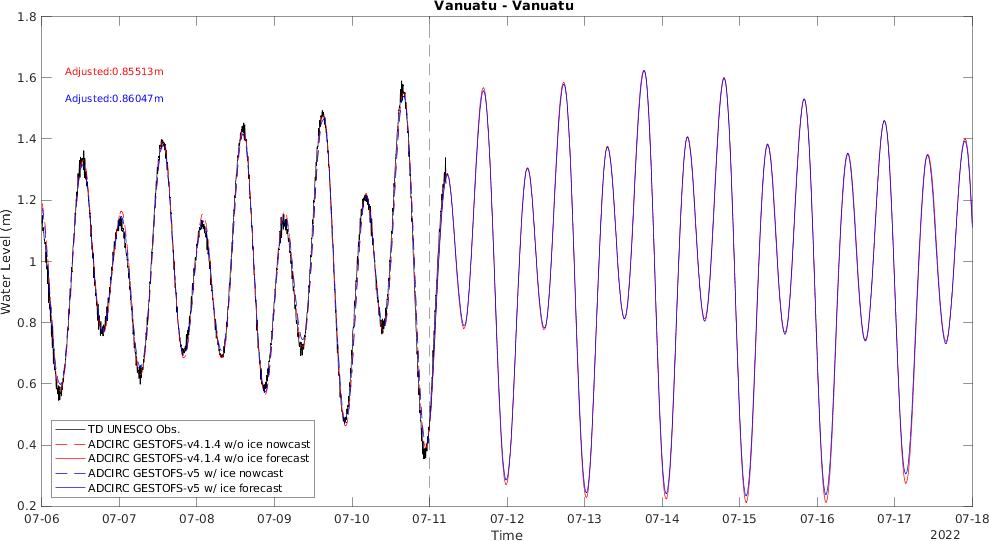 Vanuatu - Vanuatu
1.8
1.6
1.4
1.2
1
0.8
0.6
0.4
0.2
Water Level (m)
Adjusted:0.85513m
Adjusted:0.86047m
TD UNESCO Obs.
ADCIRC GESTOFS-v4.1.4 w/o ice nowcast
ADCIRC GESTOFS-v4.1.4 w/o ice forecast
ADCIRC GESTOFS-v5 w/ ice nowcast
ADCIRC GESTOFS-v5 w/ ice forecast
07-06 07-07 07-08 07-09 07-10 07-11 07-12 07-13 07-14 07-15 07-16 07-17 07-18
Time
2022